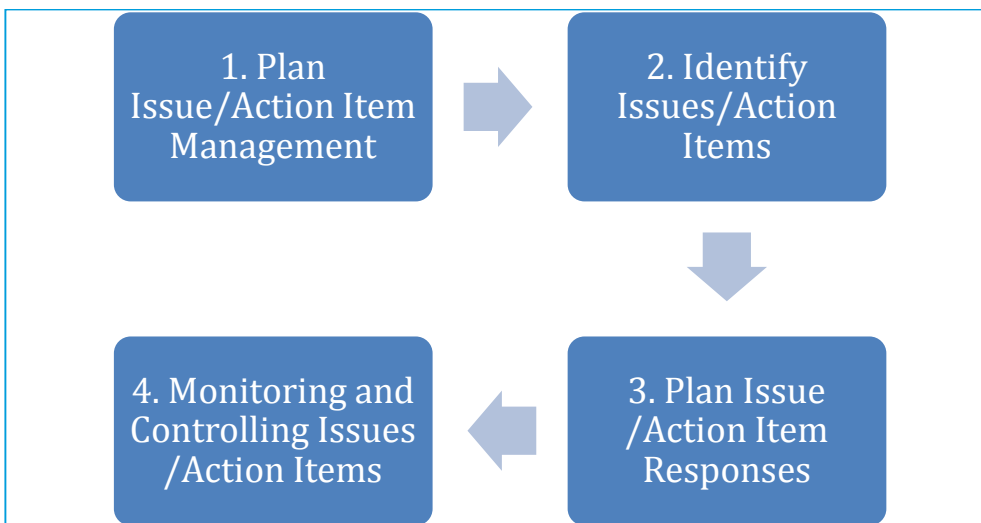 1. Plan
Issue/Action Item
Management
2. Identify
Issues/Action
Items
3. Plan Issue
/Action Item
Responses
4. Monitoring and
Controlling Issues
/Action Items